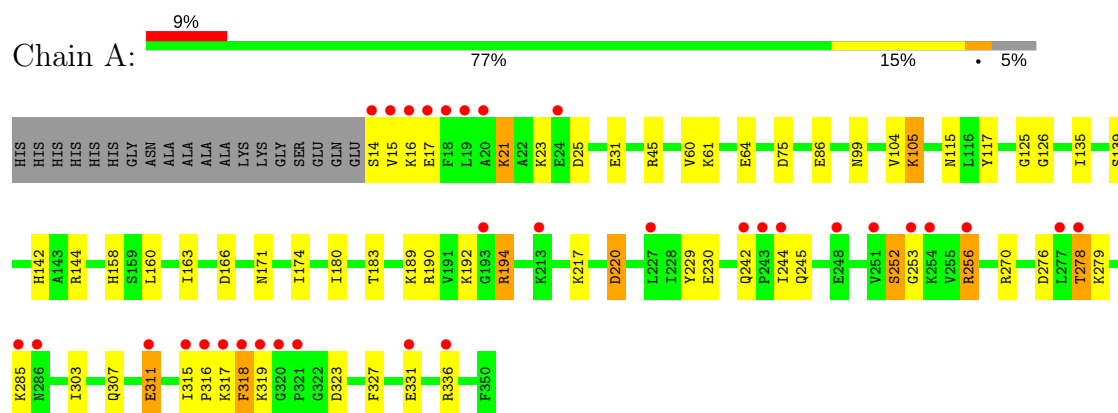 9%
Chain A:
77% 15% • 5%
HIS HIS HIS HIS HIS HIS GLY ASN ALA ALA ALA ALA LYS LYS GLY SER GLU GLN GLU S14 V15 K16 E17 F18 L19 A20 K21 A22 K23 E24 D25 E31 R45 V60 K61 E64 D75 E86 N99 V104 K105 N115 L116 Y117 G125 G126 I135 S139
H142 A143 R144 H158 S159 L160 I163 D166 N171 I174 I180 T183 K189 R190 V191 K192 G193 R194 K213 K217 D220 L227 I228 Y229 E230 Q242 P243 I244 Q245 E248 V251 S252 G253 K254 V255 R256 R270 D276 L277 T278 K279
K285 N286 I303 Q307 E311 I315 P316 K317 F318 K319 G320 P321 G322 D323 F327 E331 R336 F350